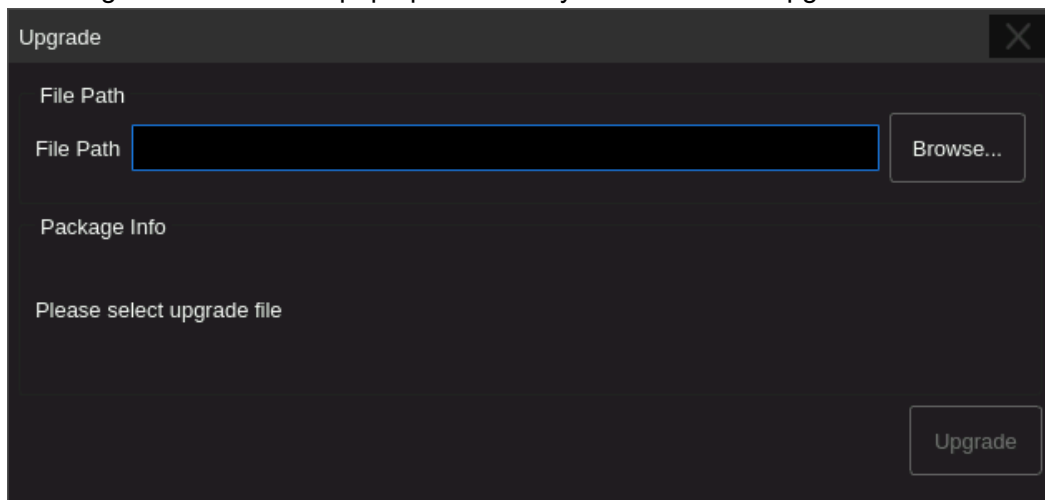 Upgrade
File Path
File Path
Browse...
Package Info
Please select upgrade file
Upgrade